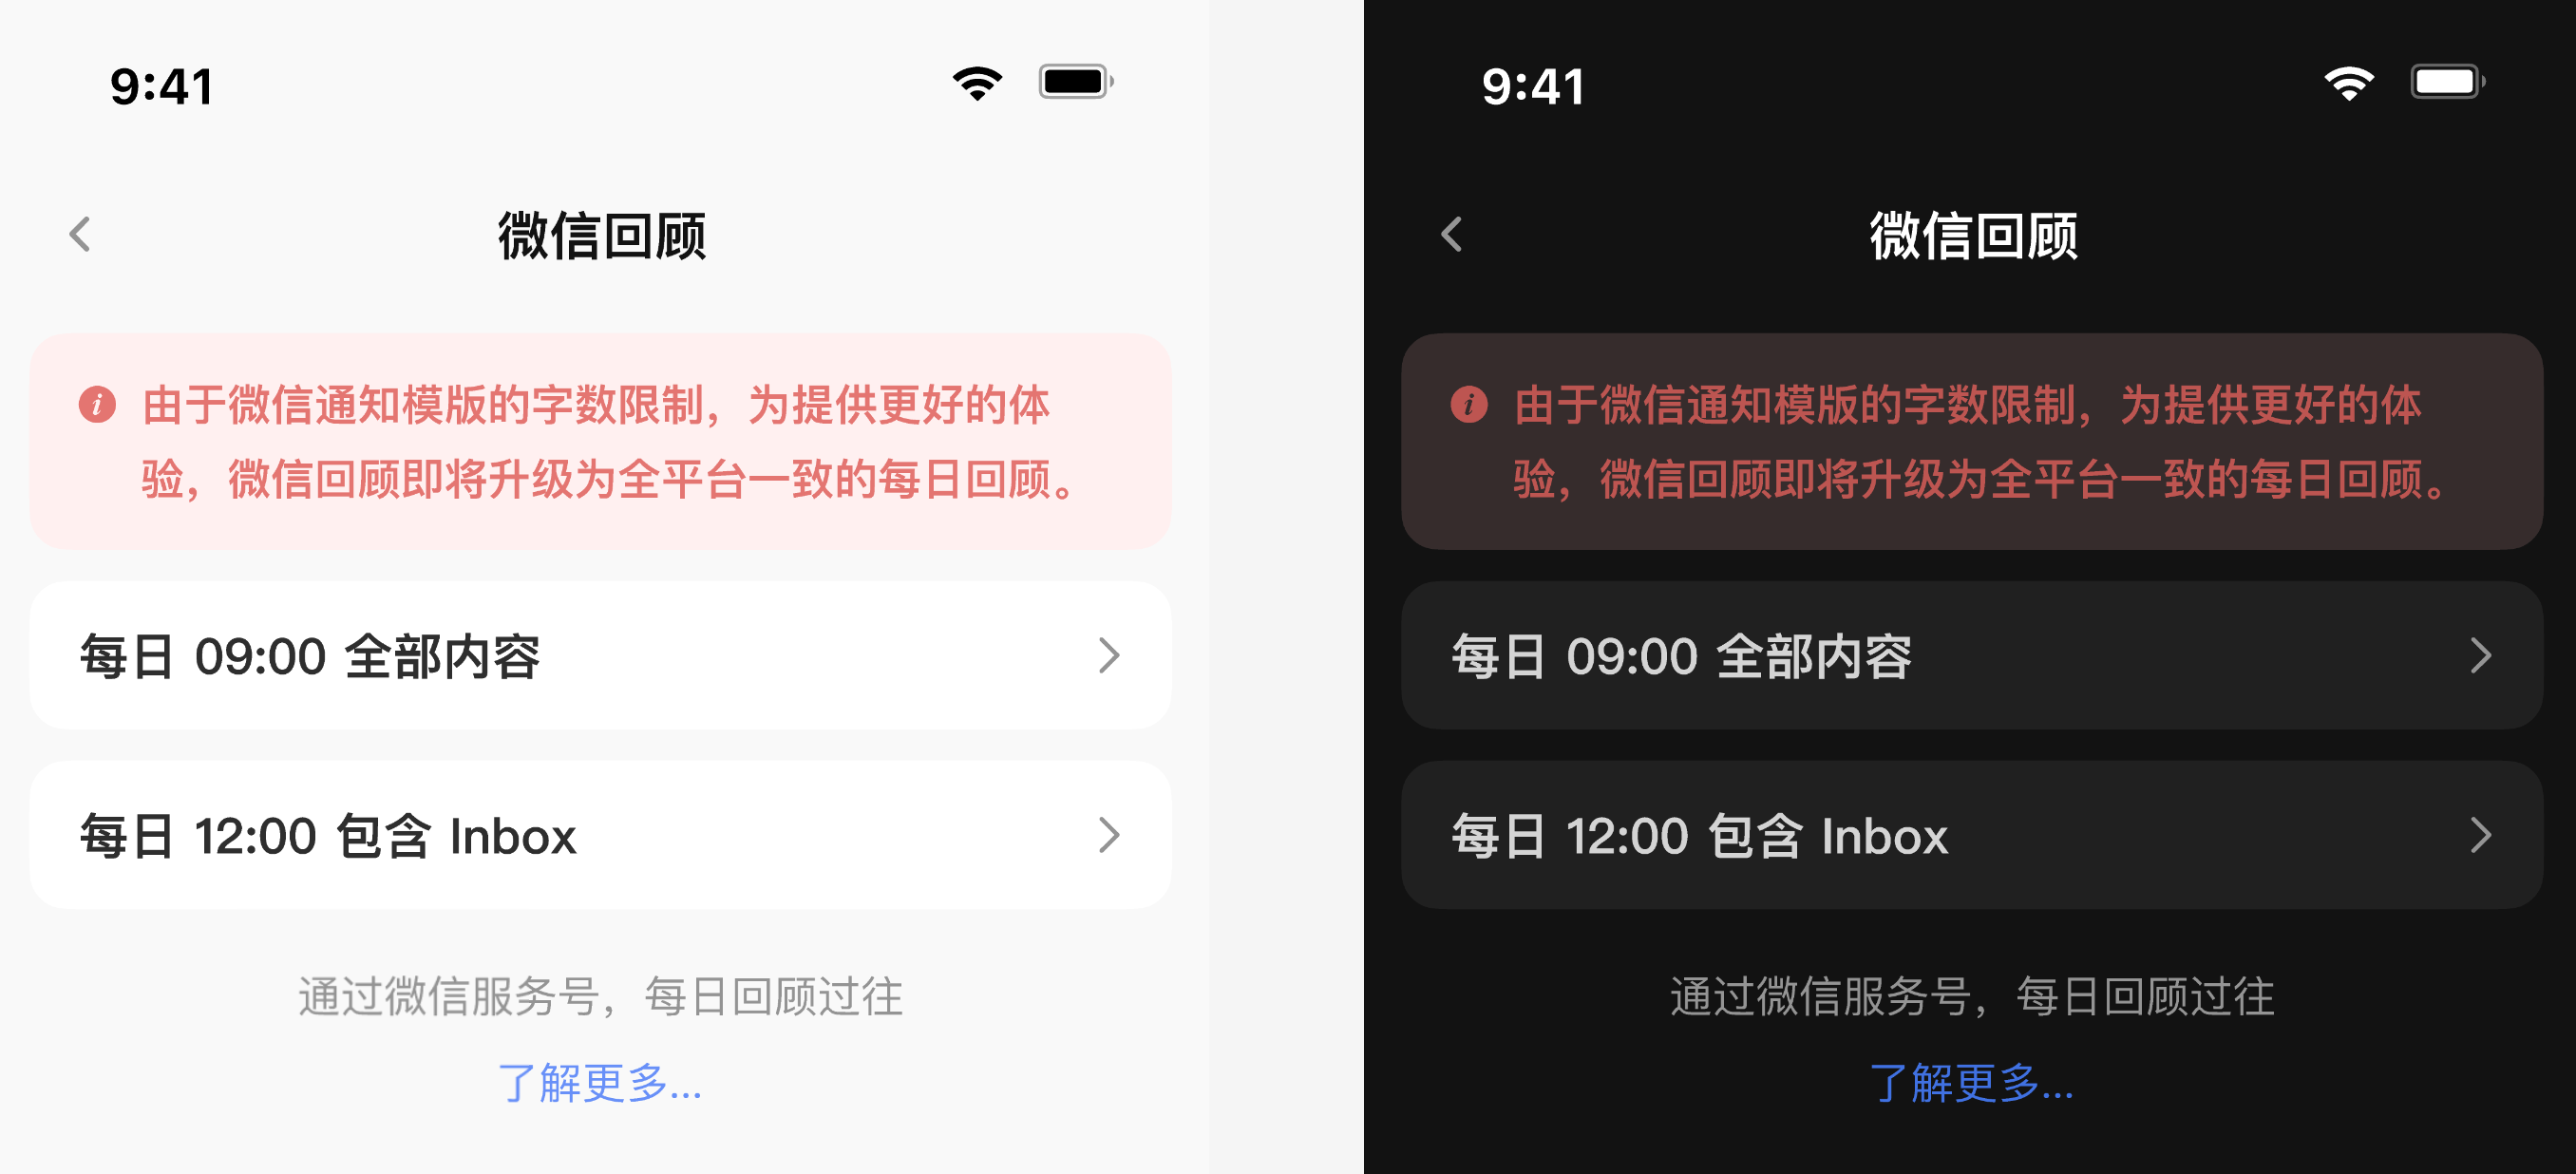 9:41
微信回顾
i 由于微信通知模版的字数限制，为提供更好的体
验，微信回顾即将升级为全平台一致的每日回顾。
每日 09:00 全部内容
每日 12:00 包含 Inbox
通过微信服务号，每日回顾过往
了解更多...
9:41
微信回顾
i 由于微信通知模版的字数限制，为提供更好的体
验，微信回顾即将升级为全平台一致的每日回顾。
每日 09:00 全部内容
每日 12:00 包含 Inbox
通过微信服务号，每日回顾过往
了解更多...